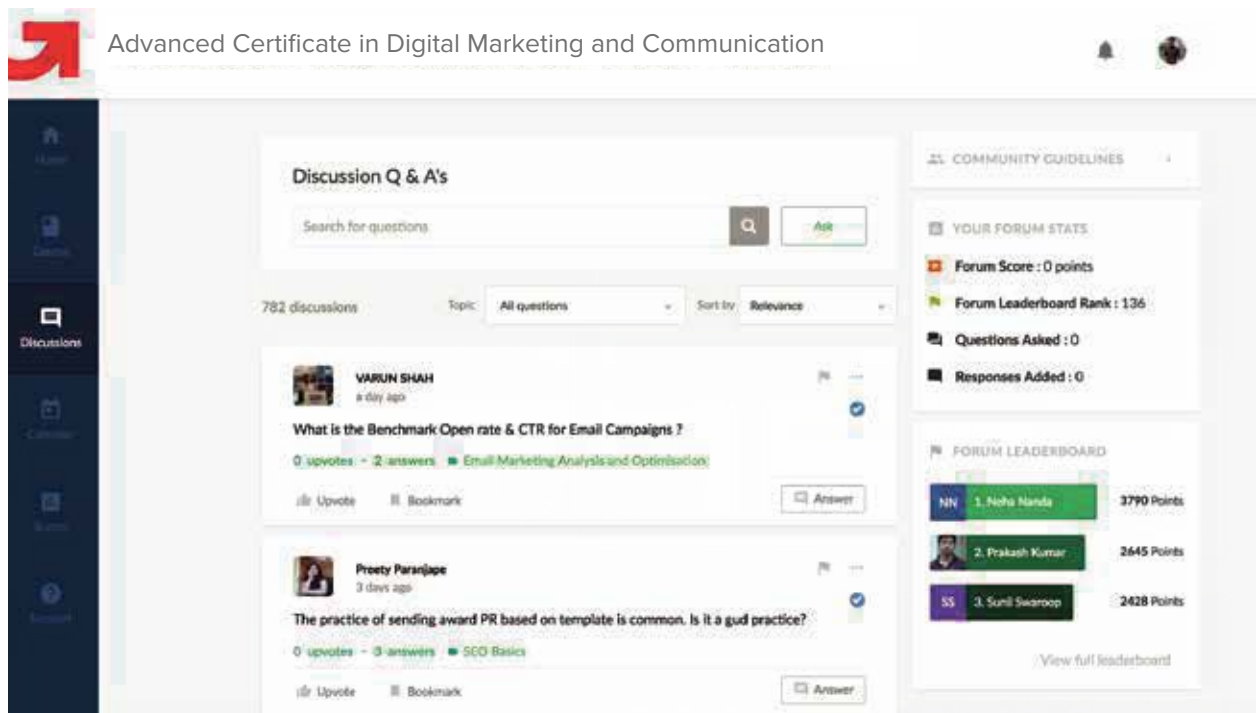 Advanced Certificate in Digital Marketing and Communication
Home
Discussions
Calendar
Discussion Q & A's
Search for questions
Ask
782 discussions
Topic All questions
Sort by Relevance
VARUN SHAH
a day ago
What is the Benchmark Open rate & CTR for Email Campaigns ?
0 upvotes - 2 answers Email Marketing Analysis and Optimisation
Upvote Bookmark Answer
Preety Paranjape
3 days ago
The practice of sending award PR based on template is common. Is it a gud practice?
0 upvotes - 3 answers SEO Basics
Upvote Bookmark Answer
COMMUNITY GUIDELINES
YOUR FORUM STATS
Forum Score : 0 points
Forum Leaderboard Rank : 136
Questions Asked : 0
Responses Added : 0
FORUM LEADERBOARD
NN 1. Neha Nanda 3790 Points
2. Prakash Kumar 2645 Points
SS 3. Sunil Swaroop 2428 Points
View full leaderboard